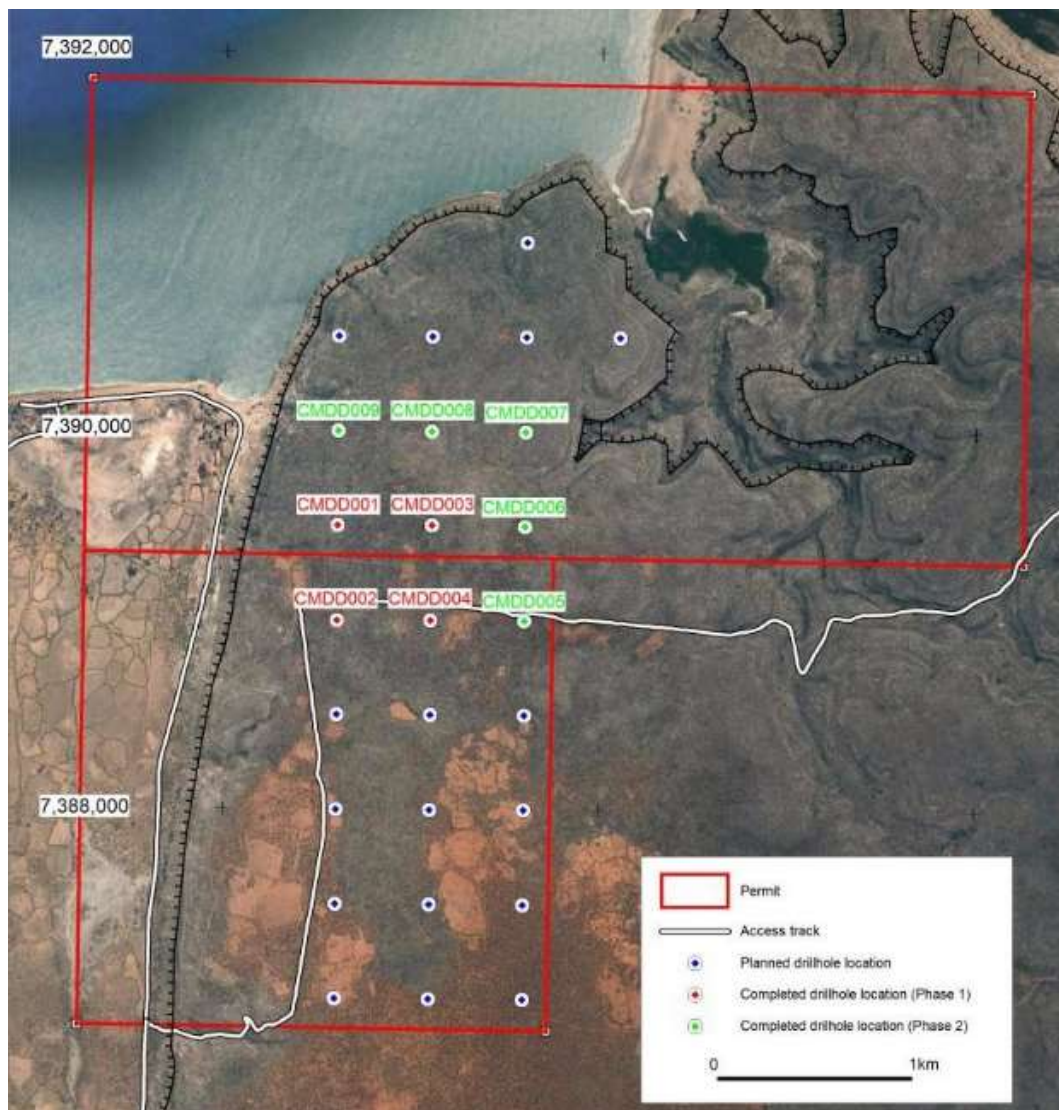 7,392,000
CMDD009 CMDD008 CMDD007
7,390,000
CMDD001 CMDD003 CMDD006
CMDD002 CMDD004 CMDD005
7,388,000
Permit
Access track
Planned drillhole location
Completed drillhole location (Phase 1)
Completed drillhole location (Phase 2)
0 1km